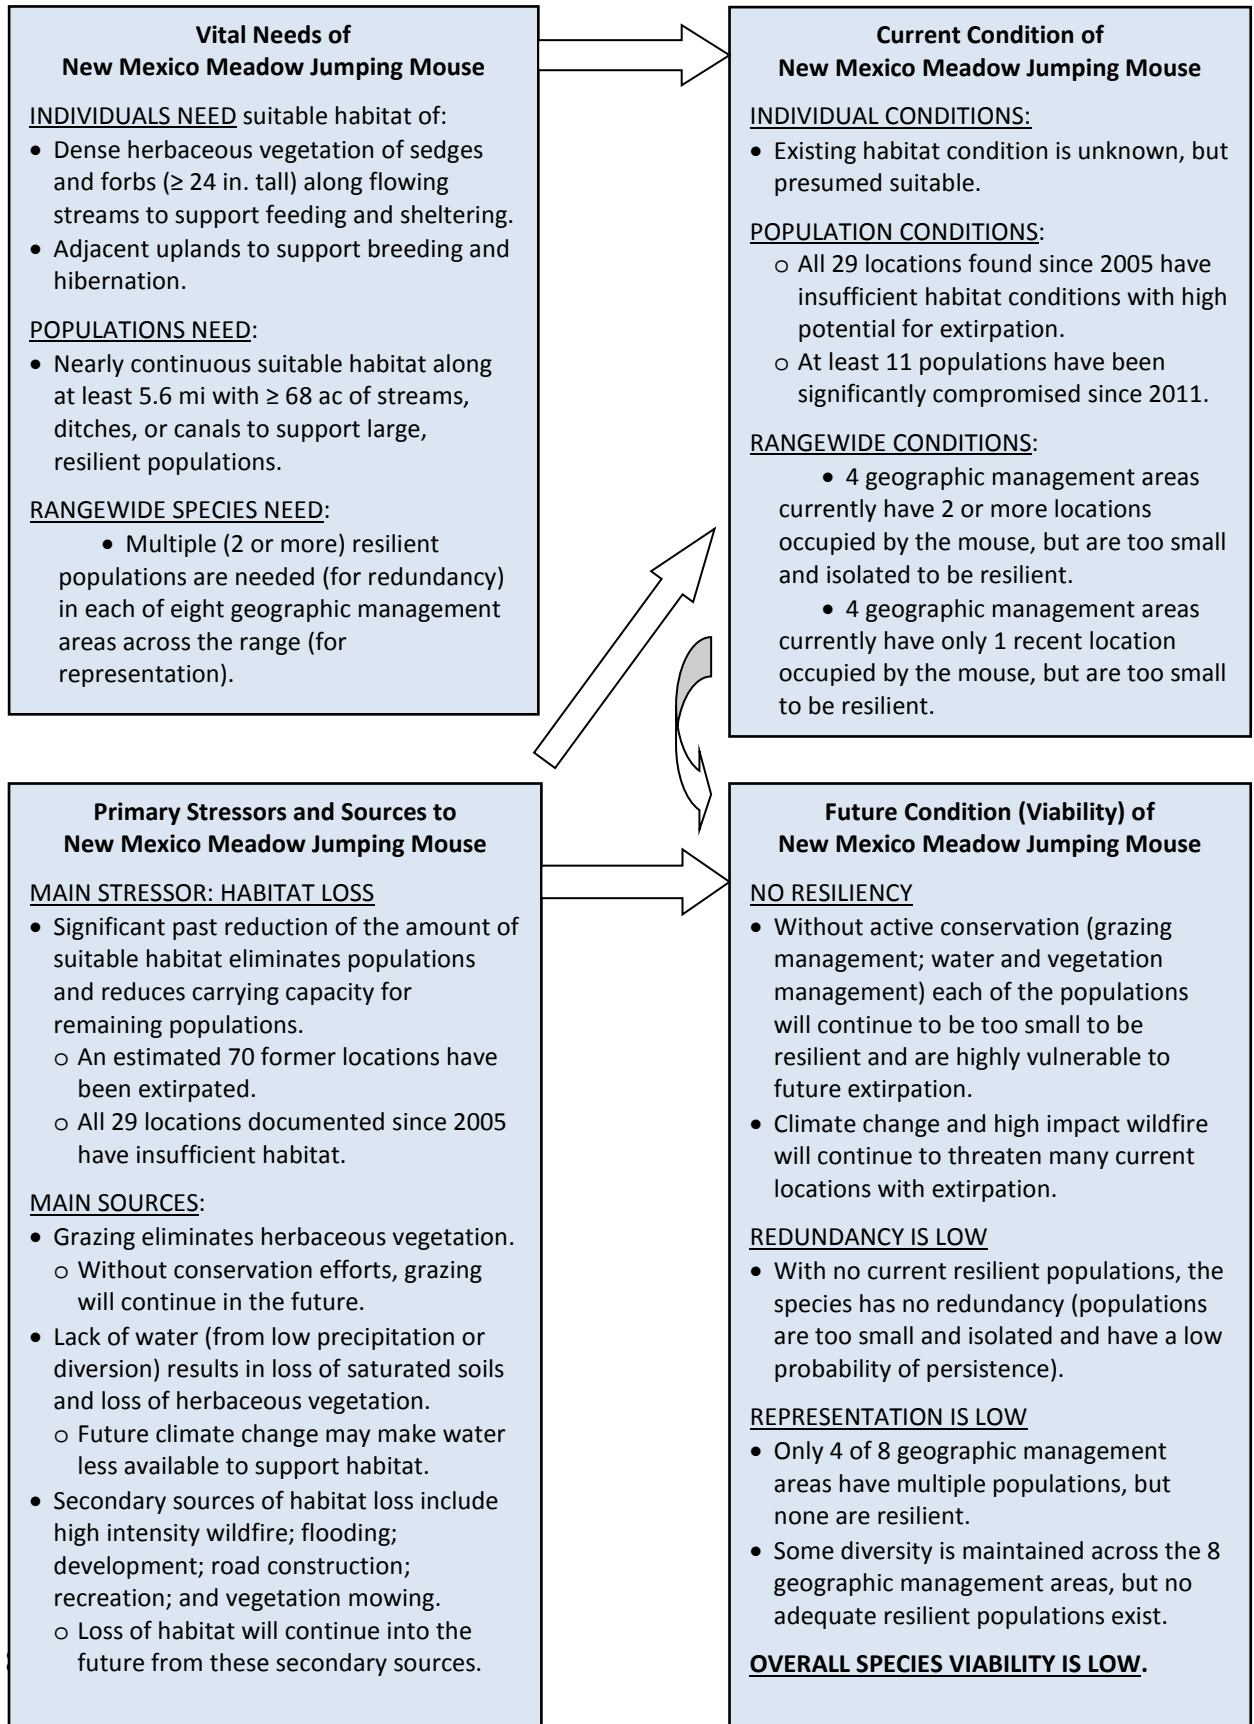 Vital Needs of
New Mexico Meadow Jumping Mouse
INDIVIDUALS NEED suitable habitat of:
• Dense herbaceous vegetation of sedges
and forbs (≥ 24 in. tall) along flowing
streams to support feeding and sheltering.
• Adjacent uplands to support breeding and
hibernation.
POPULATIONS NEED:
• Nearly continuous suitable habitat along
at least 5.6 mi with ≥ 68 ac of streams,
ditches, or canals to support large,
resilient populations.
RANGEWIDE SPECIES NEED:
• Multiple (2 or more) resilient
populations are needed (for redundancy)
in each of eight geographic management
areas across the range (for
representation).
Current Condition of
New Mexico Meadow Jumping Mouse
INDIVIDUAL CONDITIONS:
• Existing habitat condition is unknown, but
presumed suitable.
POPULATION CONDITIONS:
o All 29 locations found since 2005 have
insufficient habitat conditions with high
potential for extirpation.
o At least 11 populations have been
significantly compromised since 2011.
RANGEWIDE CONDITIONS:
• 4 geographic management areas
currently have 2 or more locations
occupied by the mouse, but are too small
and isolated to be resilient.
• 4 geographic management areas
currently have only 1 recent location
occupied by the mouse, but are too small
to be resilient.
Primary Stressors and Sources to
New Mexico Meadow Jumping Mouse
MAIN STRESSOR: HABITAT LOSS
• Significant past reduction of the amount of
suitable habitat eliminates populations
and reduces carrying capacity for
remaining populations.
o An estimated 70 former locations have
been extirpated.
o All 29 locations documented since 2005
have insufficient habitat.
MAIN SOURCES:
• Grazing eliminates herbaceous vegetation.
o Without conservation efforts, grazing
will continue in the future.
• Lack of water (from low precipitation or
diversion) results in loss of saturated soils
and loss of herbaceous vegetation.
o Future climate change may make water
less available to support habitat.
• Secondary sources of habitat loss include
high intensity wildfire; flooding;
development; road construction;
recreation; and vegetation mowing.
o Loss of habitat will continue into the
future from these secondary sources.
Future Condition (Viability) of
New Mexico Meadow Jumping Mouse
NO RESILIENCY
• Without active conservation (grazing
management; water and vegetation
management) each of the populations
will continue to be too small to be
resilient and are highly vulnerable to
future extirpation.
• Climate change and high impact wildfire
will continue to threaten many current
locations with extirpation.
REDUNDANCY IS LOW
• With no current resilient populations, the
species has no redundancy (populations
are too small and isolated and have a low
probability of persistence).
REPRESENTATION IS LOW
• Only 4 of 8 geographic management
areas have multiple populations, but
none are resilient.
• Some diversity is maintained across the 8
geographic management areas, but no
adequate resilient populations exist.
OVERALL SPECIES VIABILITY IS LOW.